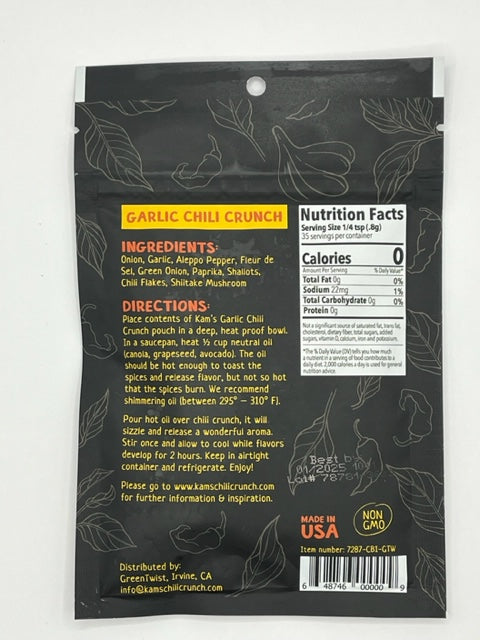 GARLIC CHILI CRUNCH
INGREDIENTS:
Onion, Garlic, Aleppo Pepper, Fleur de
Sel, Green Onion, Paprika, Shallots,
Chili Flakes, Shiitake Mushroom
DIRECTIONS:
Place contents of Kam's Garlic Chili
Crunch pouch in a deep, heat proof bowl.
In a saucepan, heat ½ cup neutral oil
(canola, grapeseed, avocado). The oil
should be hot enough to toast the
spices and release flavor, but not so hot
that the spices burn. We recommend
shimmering oil (between 295° – 310° F).
Pour hot oil over chili crunch, it will
sizzle and release a wonderful aroma.
Stir once and allow to cool while flavors
develop for 2 hours. Keep in airtight
container and refrigerate. Enjoy!
Please go to www.kamschilicrunch.com
for further information & inspiration.
Distributed by:
GreenTwist, Irvine, CA
info@kamschilicrunch.com
Nutrition Facts
Serving Size 1/4 tsp (.8g)
35 servings per container
Calories 0
Amount Per Serving % Daily Value*
Total Fat 0g 0%
Sodium 22mg 1%
Total Carbohydrate 0g 0%
Protein 0g
Not a significant source of saturated fat, trans fat,
cholesterol, dietary fiber, total sugars, added
sugars, vitamin D, calcium, iron and potassium.
*The % Daily Value (DV) tells you how much
a nutrient in a serving of food contributes to a
daily diet. 2,000 calories a day is used for general
nutrition advice.
Best by
01/2025
Lot#
MADE IN
USA
NON
GMO
Item number: 7287-CB1-GTW
6 48746 00000 9